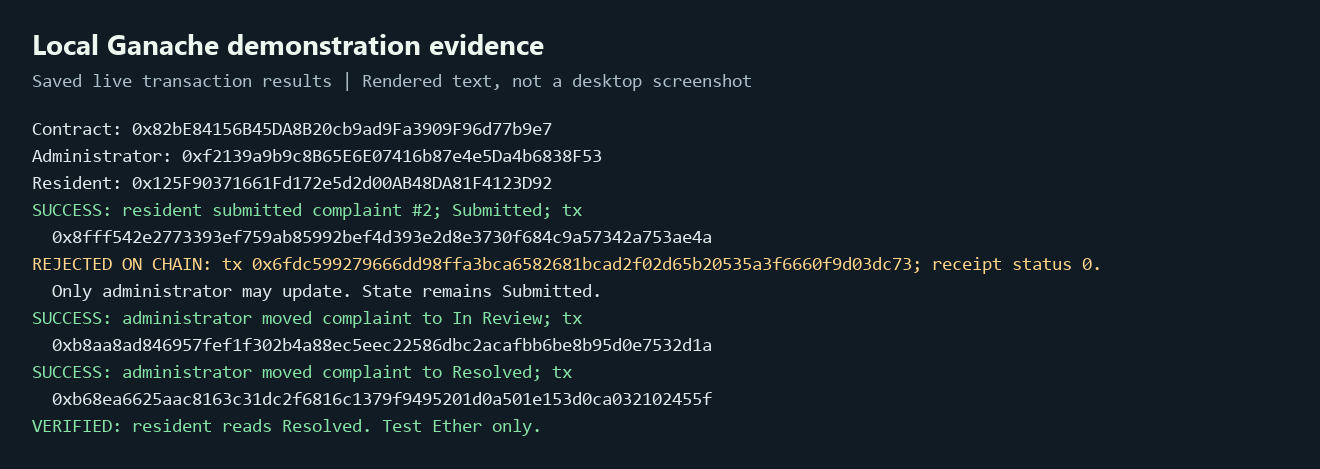 Local Ganache demonstration evidence
Saved live transaction results | Rendered text, not a desktop screenshot
Contract: 0x82bE84156B45DA8B20cb9ad9Fa3909F96d77b9e7
Administrator: 0xf2139a9b9c8B65E6E07416b87e4e5Da4b6838F53
Resident: 0x125F90371661Fd172e5d2d00AB48DA81F4123D92
SUCCESS: resident submitted complaint #2; Submitted; tx
0x8fff542e2773393ef759ab85992bef4d393e2d8e3730f684c9a57342a753ae4a
REJECTED ON CHAIN: tx 0x6fdc599279666dd98ffa3bca6582681bcad2f02d65b20535a3f6660f9d03dc73; receipt status 0.
Only administrator may update. State remains Submitted.
SUCCESS: administrator moved complaint to In Review; tx
0xb8aa8ad846957fef1f302b4a88ec5eec22586dbc2acafbb6be8b95d0e7532d1a
SUCCESS: administrator moved complaint to Resolved; tx
0xb68ea6625aac8163c31dc2f6816c1379f9495201d0a501e153d0ca032102455f
VERIFIED: resident reads Resolved. Test Ether only.